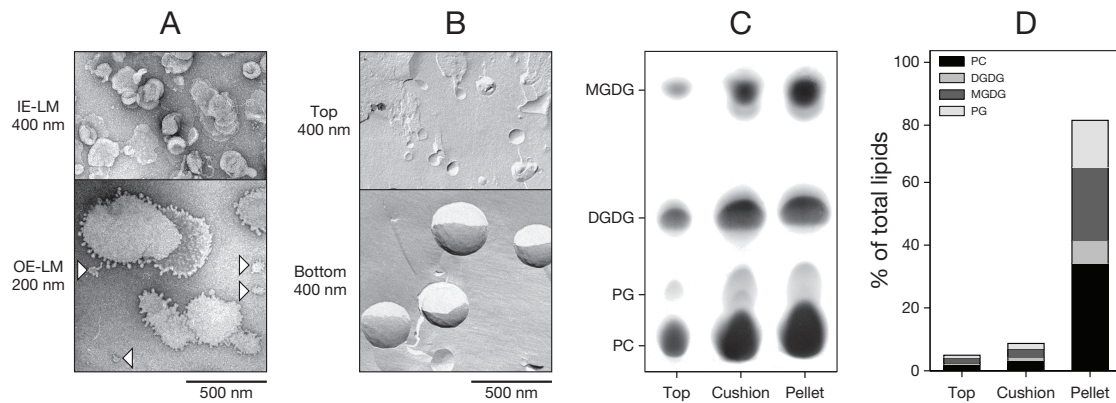 A
B
C
D
IE-LM
400 nm
OE-LM
200 nm
500 nm
Top
400 nm
Bottom
400 nm
500 nm
MGDG
DGDG
PG
PC
Top Cushion Pellet
% of total lipids
100
80
60
40
20
0
PC
DGDG
MGDG
PG
Top Cushion Pellet